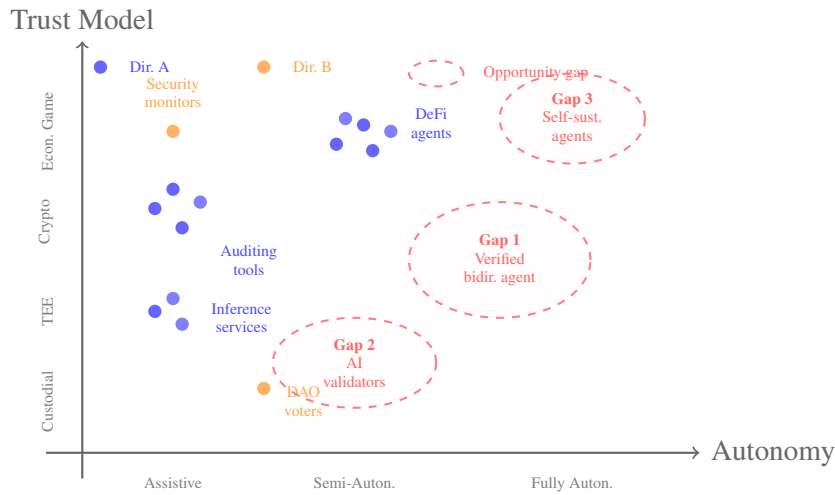 Trust Model
Dir. A
Dir. B
Opportunity gap
Security
monitors
Gap 3
Self-sust.
agents
DeFi
agents
Econ. Game
Crypto
Gap 1
Verified
bidir. agent
Auditing
tools
TEE
Inference
services
Gap 2
AI
validators
DAO
voters
Custodial
Autonomy
Assistive
Semi-Auton.
Fully Auton.